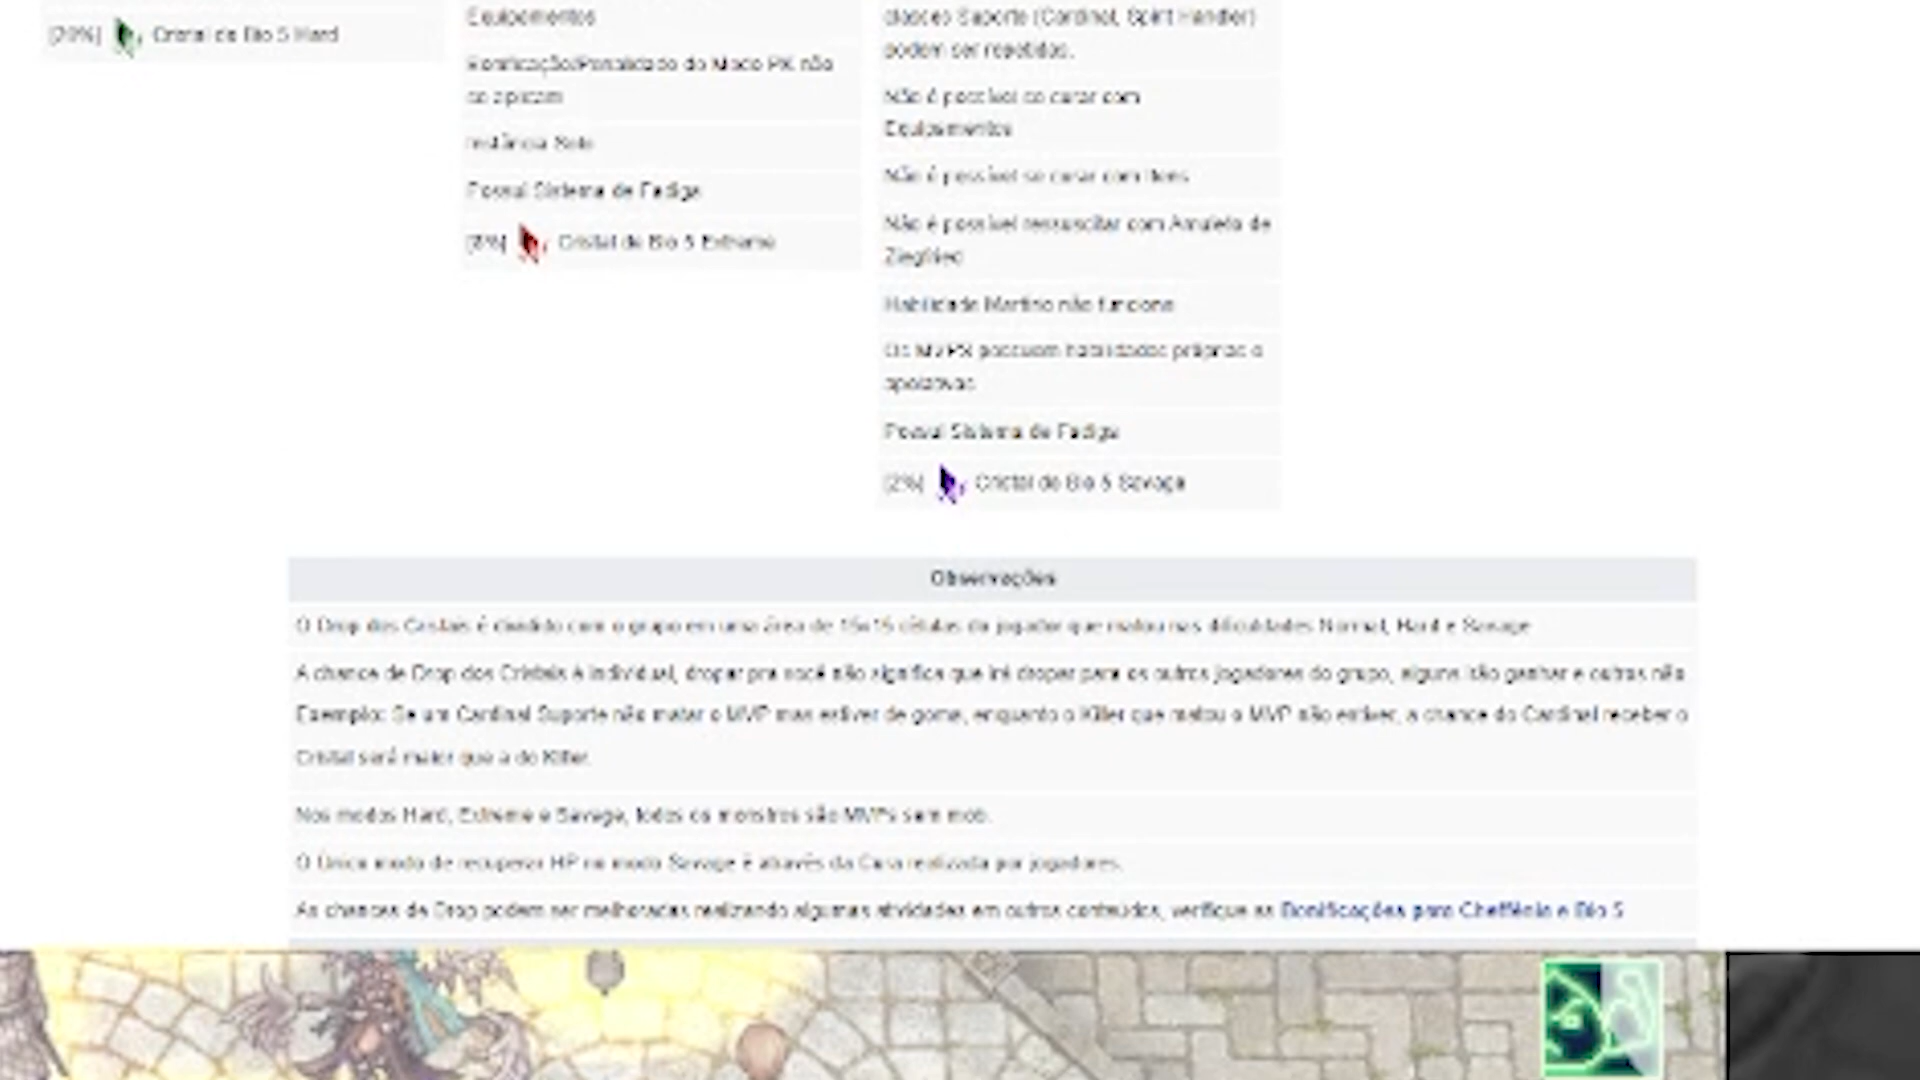 [20%] Cristal de Bio 5 Hard
Equipamentos
Bonificação/Penalidade do Modo PK não
se aplicam
Instância Solo
Possui Sistema de Fadiga
[8%] Cristal de Bio 5 Extreme
classes Suporte (Cardinal, Spirit Handler)
podem ser repetidas.
Não é possível se curar com
Equipamentos
Não é possível se curar com Itens
Não é possível ressuscitar com Amuleto de
Ziegfried
Habilidade Martírio não funciona
Os MVPs possuem habilidades próprias e
apelativas
Possui Sistema de Fadiga
[2%] Cristal de Bio 5 Savage
Observações
O Drop dos Cristais é dividido com o grupo em uma área de 15x15 células do jogador que matou nas dificuldades Normal, Hard e Savage
A chance de Drop dos Cristais é individual, dropar pra você não significa que irá dropar para os outros jogadores do grupo, alguns irão ganhar e outros não.
Exemplo: Se um Cardinal Suporte não matar o MVP mas estiver de goma, enquanto o Killer que matou o MVP não estiver, a chance do Cardinal receber o
Cristal será maior que a do Killer.
Nos modos Hard, Extreme e Savage, todos os monstros são MVPs sem mob.
O Único modo de recuperar HP no modo Savage é através da Cura realizada por jogadores.
As chances de Drop podem ser melhoradas realizando algumas atividades em outros conteúdos, verifique as Bonificações para Cheffênia e Bio 5